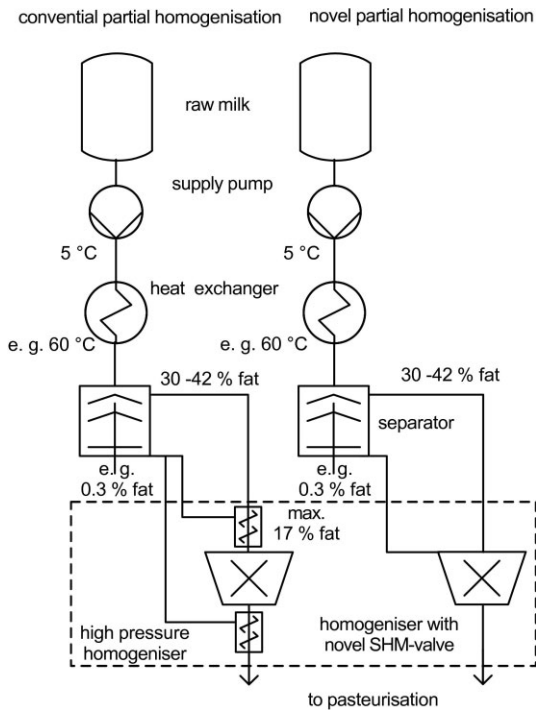 convential partial homogenisation
novel partial homogenisation
raw milk
supply pump
5 °C
5 °C
heat exchanger
e. g. 60 °C
e. g. 60 °C
30 -42 % fat
30 -42 % fat
separator
e.g.
0.3 % fat
e.g.
0.3 % fat
max.
17 % fat
high pressure
homogeniser
homogeniser with
novel SHM-valve
to pasteurisation